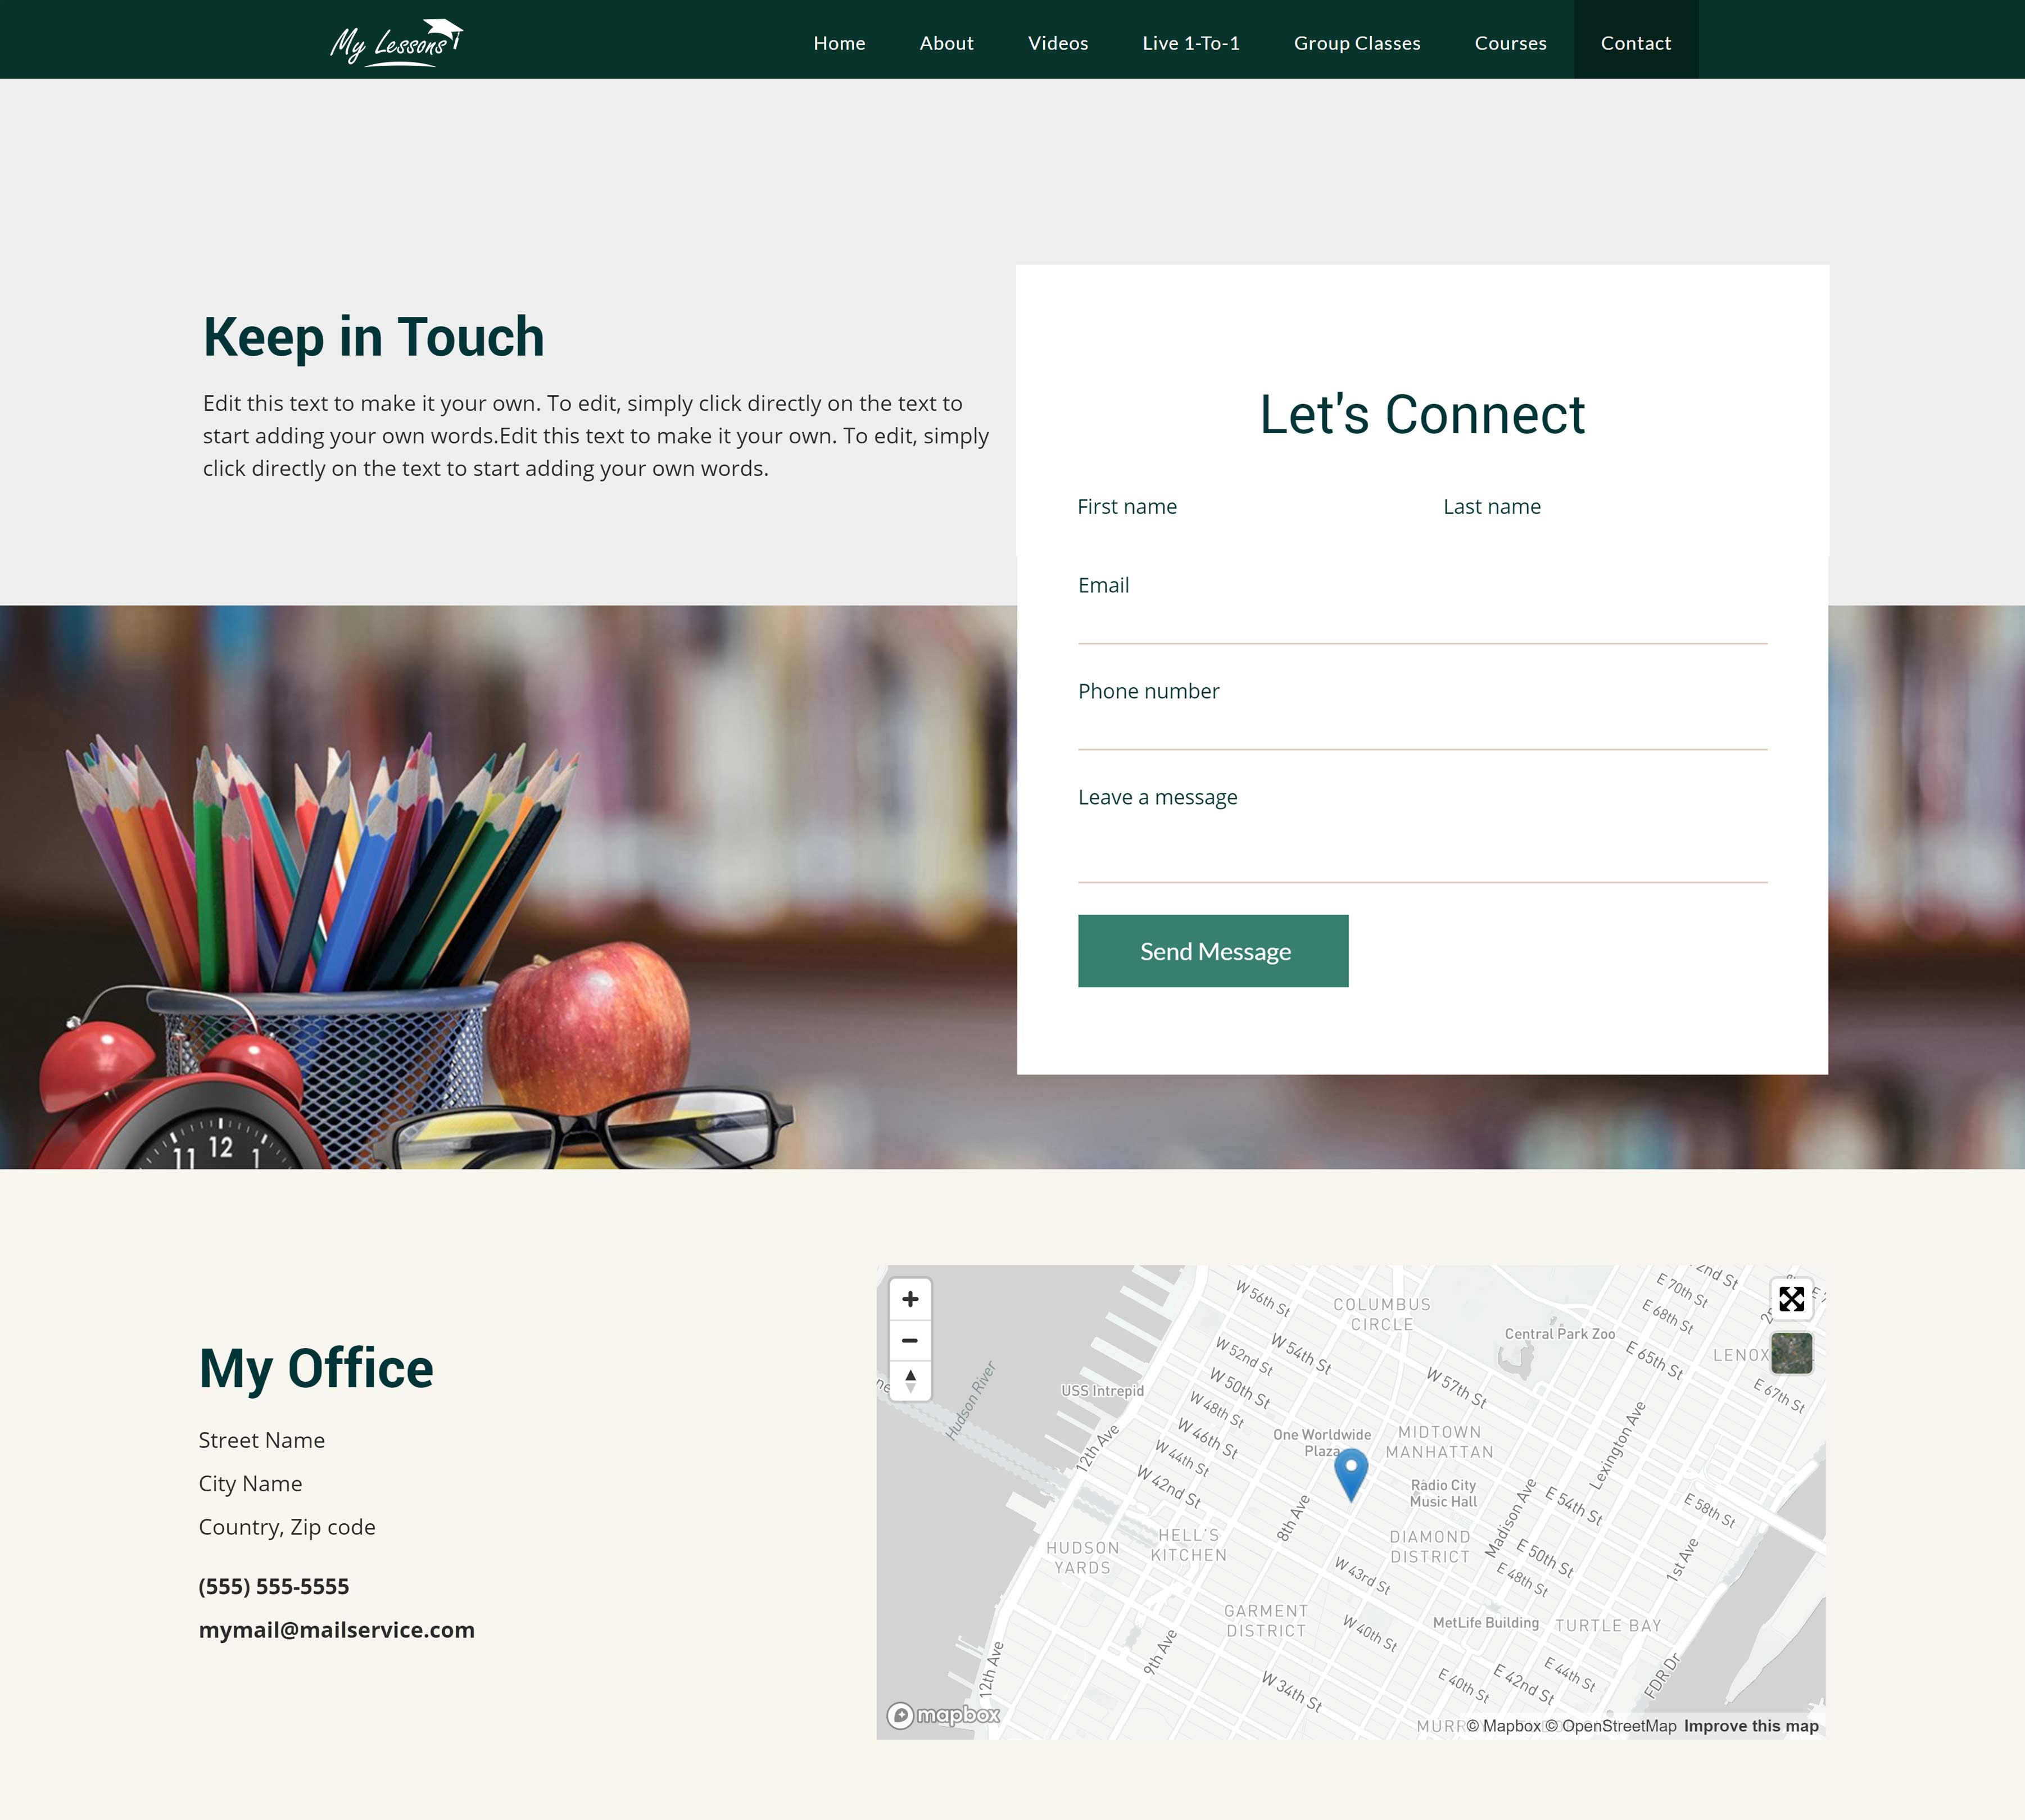 My Lessons
Home About Videos Live 1-To-1 Group Classes Courses Contact
Keep in Touch
Edit this text to make it your own. To edit, simply click directly on the text to
start adding your own words.Edit this text to make it your own. To edit, simply
click directly on the text to start adding your own words.
Let's Connect
First name Last name
Email
Phone number
Leave a message
Send Message
11 12 1
My Office
Street Name
City Name
Country, Zip code
(555) 555-5555
mymail@mailservice.com
2nd St
E 70th St
W 56th St
COLUMBUS
CIRCLE
E 68th St
Central Park Zoo
W 54th St
W 52nd St
E 65th St
LENOX
W 57th St
W 50th St
USS Intrepid
E 67th St
Hudson River
W 48th St
Lexington Ave
W 46th St
One Worldwide
Plaza
MIDTOWN
MANHATTAN
12th Ave
W 44th St
W 42nd St
Radio City
Music Hall
Madison Ave
E 54th St
E 58th St
8th Ave
HELL'S
KITCHEN
DIAMOND
DISTRICT
HUDSON
YARDS
E 50th St
1st Ave
W 43rd St
E 48th St
GARMENT
DISTRICT
MetLife Building
TURTLE BAY
W 40th St
9th Ave
12th Ave
E 44th St
E 42nd St
E 40th St
FDR Dr
W 34th St
mapbox
© Mapbox © OpenStreetMap Improve this map